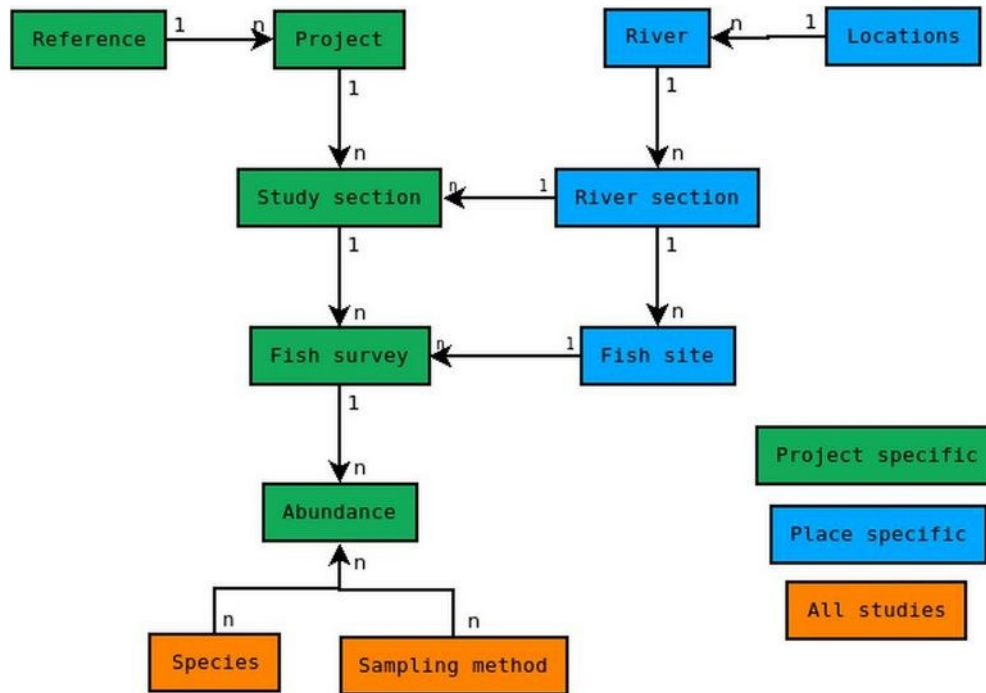 Reference
1
n
Project
River
n
1
Locations
1
n
1
n
Study section
n
1
River section
1
n
1
n
Fish survey
n
1
Fish site
1
n
Project specific
Abundance
Place specific
n
All studies
n
n
Species
Sampling method